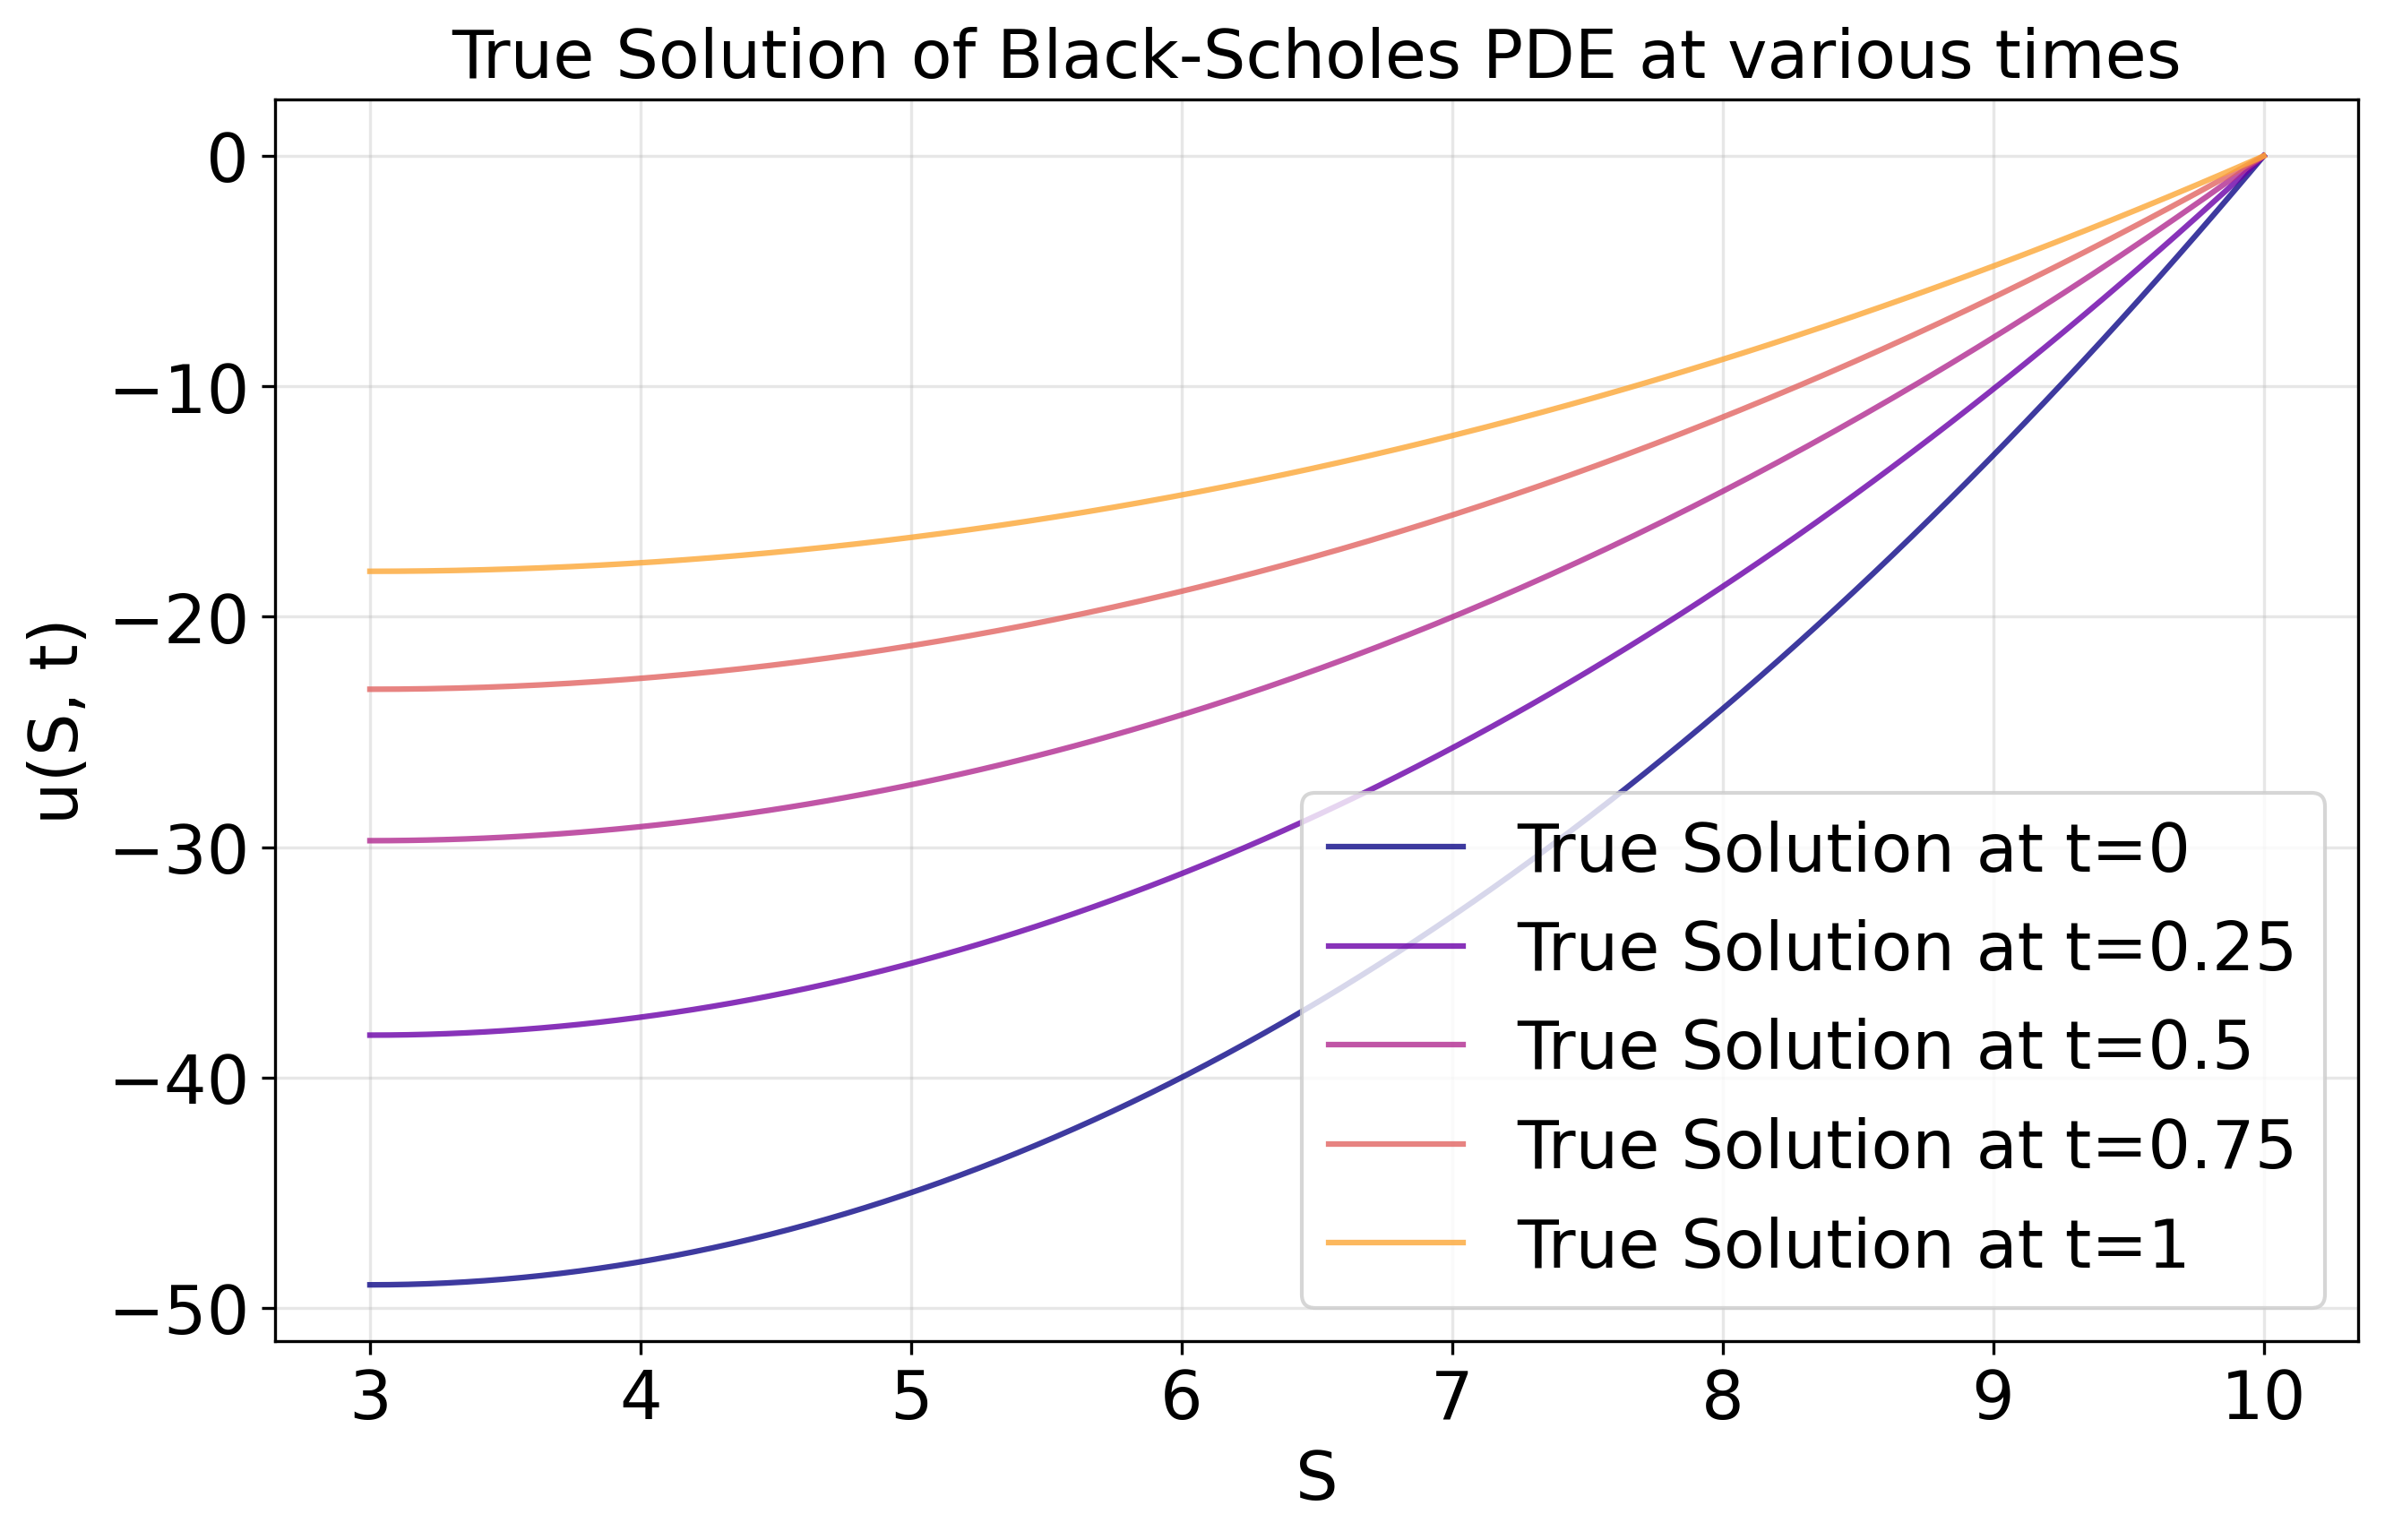 True Solution of Black-Scholes PDE at various times
0
−10
−20
−30
−40
−50
u(S, t)
True Solution at t=0
True Solution at t=0.25
True Solution at t=0.5
True Solution at t=0.75
True Solution at t=1
3 4 5 6 7 8 9 10
S